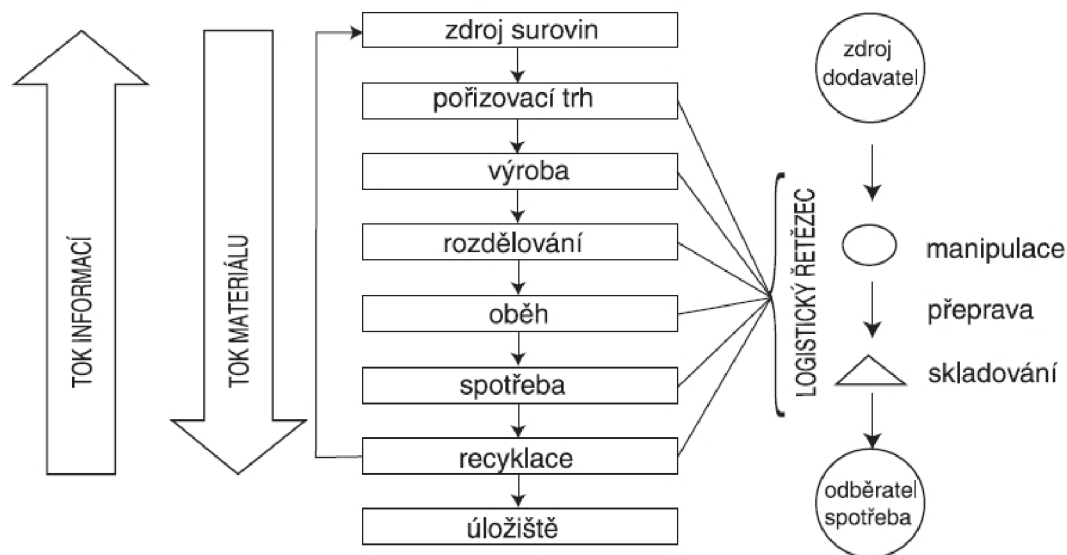 TOK INFORMACÍ
TOK MATERIÁLU
zdroj surovin
pořizovací trh
výroba
rozdělování
oběh
spotřeba
recyklace
úložiště
LOGISTICKÝ ŘETĚZEC
zdroj
dodavatel
manipulace
přeprava
skladování
odběratel
spotřeba